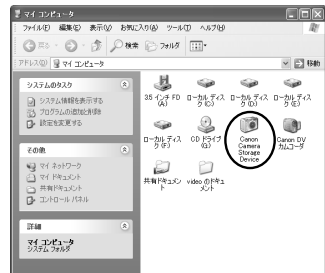 マイ コンピュータ
ファイル(F) 編集(E) 表示(V) お気に入り(A) ツール(T) ヘルプ(H)
戻る 検索 フォルダ
アドレス(D) マイ コンピュータ 移動
システムのタスク
システム情報を表示する
プログラムの追加と削除
設定を変更する
その他
マイ ネットワーク
マイ ドキュメント
共有ドキュメント
コントロール パネル
詳細
マイ コンピュータ
システム フォルダ
3.5 インチ FD (A) ローカル ディスク (C) ローカル ディスク (D) ローカル ディスク (E)
ローカル ディスク (F) CD ドライブ (G) Canon Camera Storage Device Canon DV カムコーダ
共有ドキュメント video のドキュメント